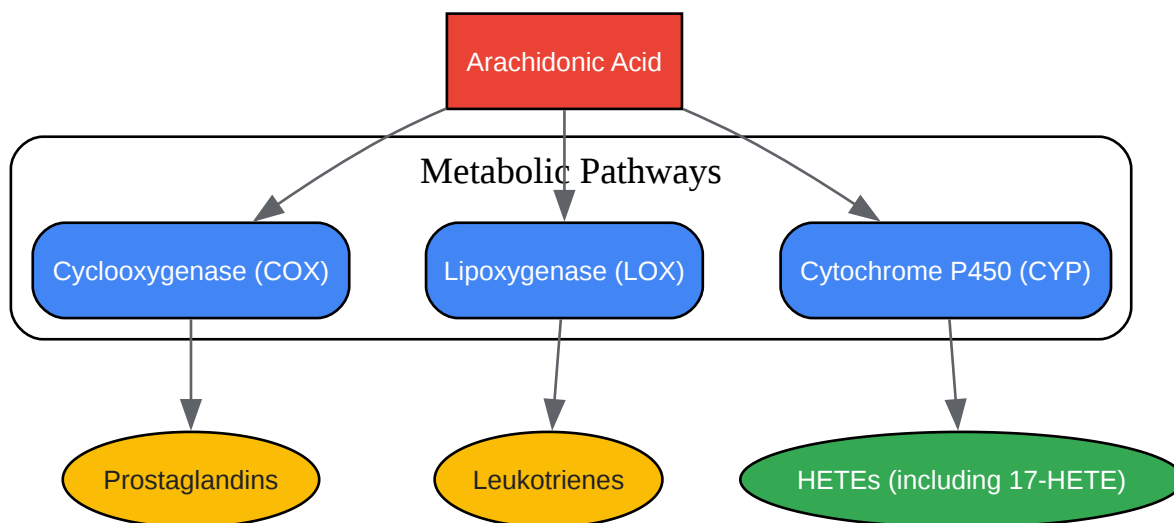 Arachidonic Acid
Metabolic Pathways
Cyclooxygenase (COX)
Lipoxygenase (LOX)
Cytochrome P450 (CYP)
Prostaglandins
Leukotrienes
HETEs (including 17-HETE)